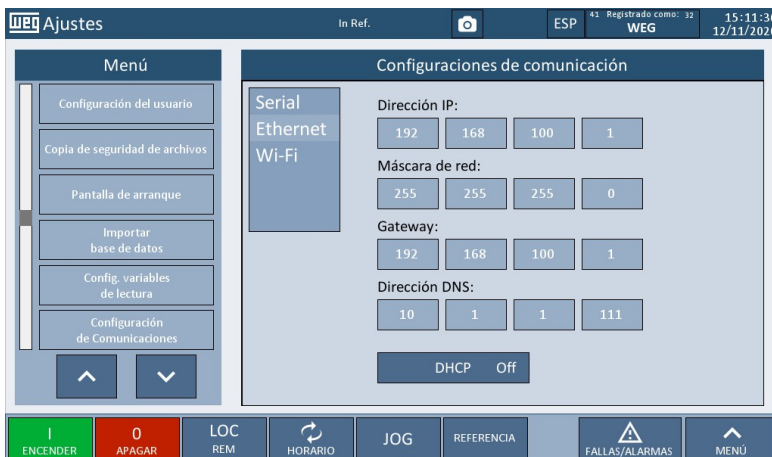 WEG Ajustes
In Ref.
ESP
41 Registrado como: 32
WEG
15:11:30
12/11/2020
Menú
Configuraciones de comunicación
Configuración del usuario
Copia de seguridad de archivos
Pantalla de arranque
Importar
base de datos
Config. variables
de lectura
Configuración
de Comunicaciones
Serial
Ethernet
Wi-Fi
Dirección IP:
192 168 100 1
Máscara de red:
255 255 255 0
Gateway:
192 168 100 1
Dirección DNS:
10 1 1 111
DHCP Off
I
ENCENDER
0
APAGAR
LOC
REM
HORARIO
JOG
REFERENCIA
FALLAS/ALARMAS
MENÚ